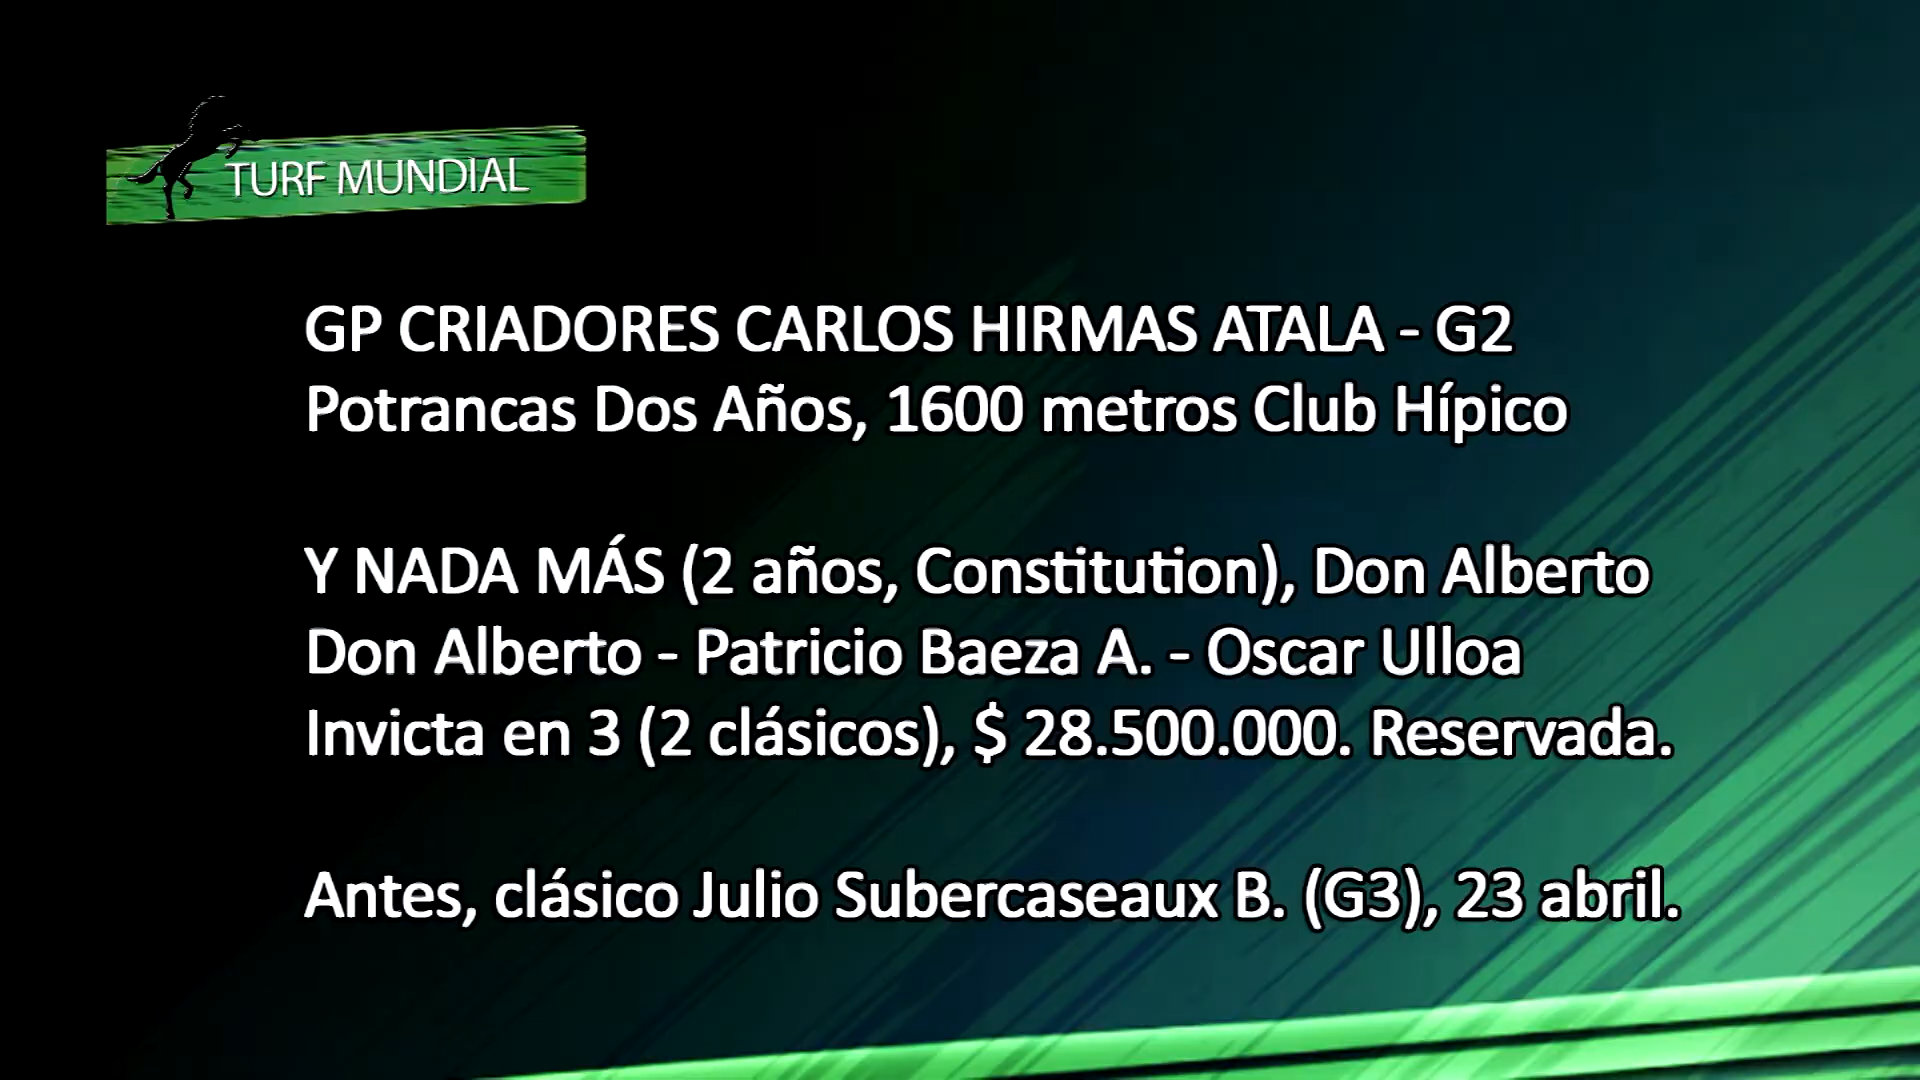 TURF MUNDIAL
GP CRIADORES CARLOS HIRMAS ATALA - G2
Potrancas Dos Años, 1600 metros Club Hípico
Y NADA MÁS (2 años, Constitution), Don Alberto
Don Alberto - Patricio Baeza A. - Oscar Ulloa
Invicta en 3 (2 clásicos), $ 28.500.000. Reservada.
Antes, clásico Julio Subercaseaux B. (G3), 23 abril.